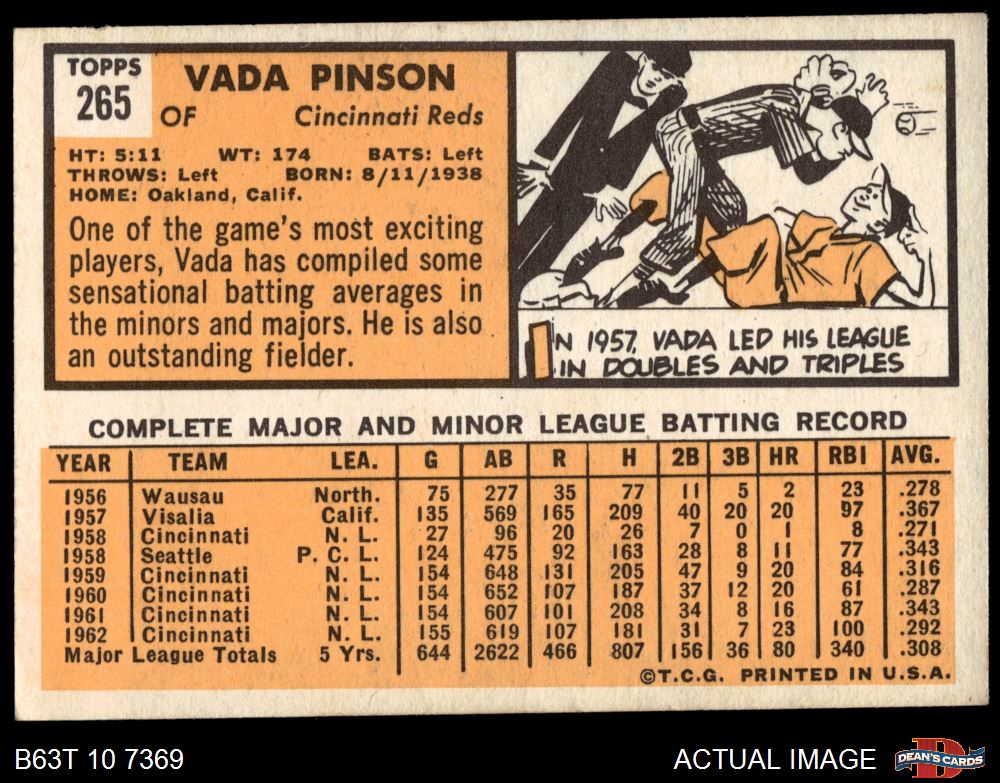 TOPPS
265
VADA PINSON
OF Cincinnati Reds
HT: 5:11 WT: 174 BATS: Left
THROWS: Left BORN: 8/11/1938
HOME: Oakland, Calif.
One of the game's most exciting
players, Vada has compiled some
sensational batting averages in
the minors and majors. He is also
an outstanding fielder.
IN 1957, VADA LED HIS LEAGUE
IN DOUBLES AND TRIPLES
COMPLETE MAJOR AND MINOR LEAGUE BATTING RECORD
YEAR TEAM LEA. G AB R H 2B 3B HR RBI AVG.
1956 Wausau North. 75 277 35 77 11 5 2 23 .278
1957 Visalia Calif. 135 569 165 209 40 20 20 97 .367
1958 Cincinnati N. L. 27 96 20 26 7 0 1 8 .271
1958 Seattle P. C. L. 124 475 92 163 28 8 11 77 .343
1959 Cincinnati N. L. 154 648 131 205 47 9 20 84 .316
1960 Cincinnati N. L. 154 652 107 187 37 12 20 61 .287
1961 Cincinnati N. L. 154 607 101 208 34 8 16 87 .343
1962 Cincinnati N. L. 155 619 107 181 31 7 23 100 .292
Major League Totals 5 Yrs. 644 2622 466 807 156 36 80 340 .308
©T.C.G. PRINTED IN U.S.A.
B63T 10 7369
ACTUAL IMAGE
D
DEAN'S CARDS